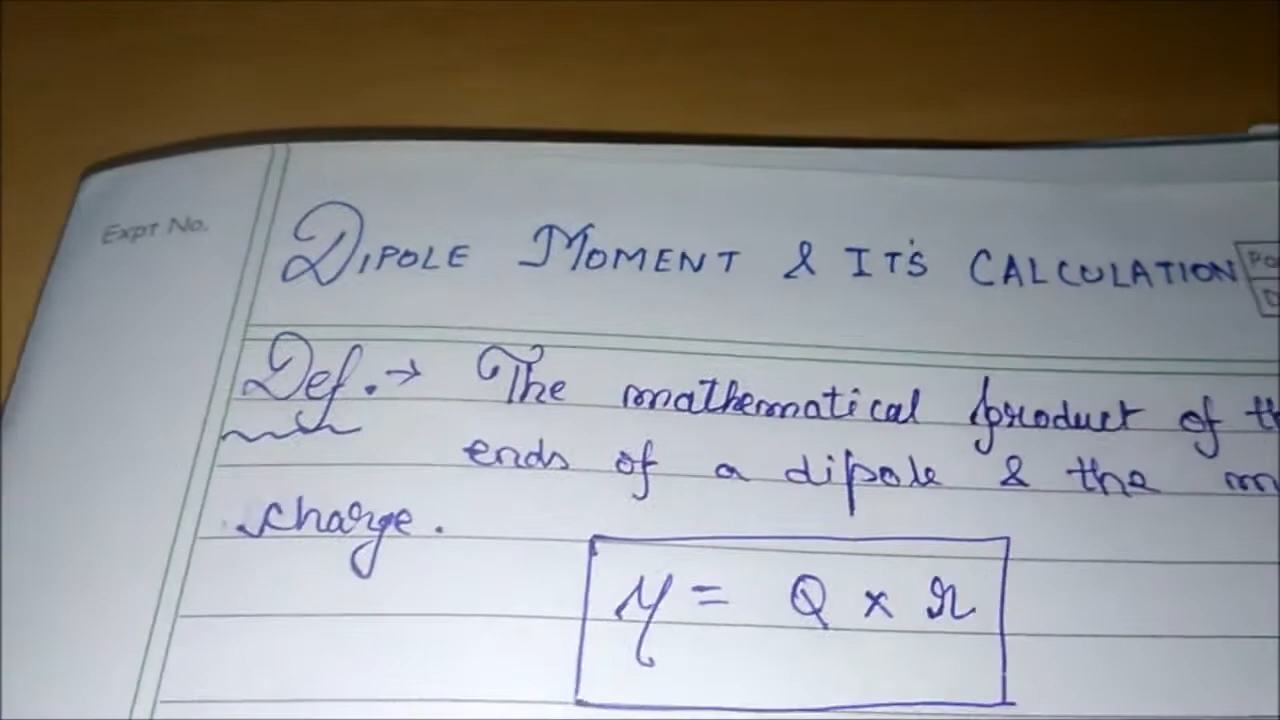 Expt No.
DIPOLE MOMENT & IT'S CALCULATION
Def. → The mathematical product of
ends of a dipole & the
charge.
μ = Q × r